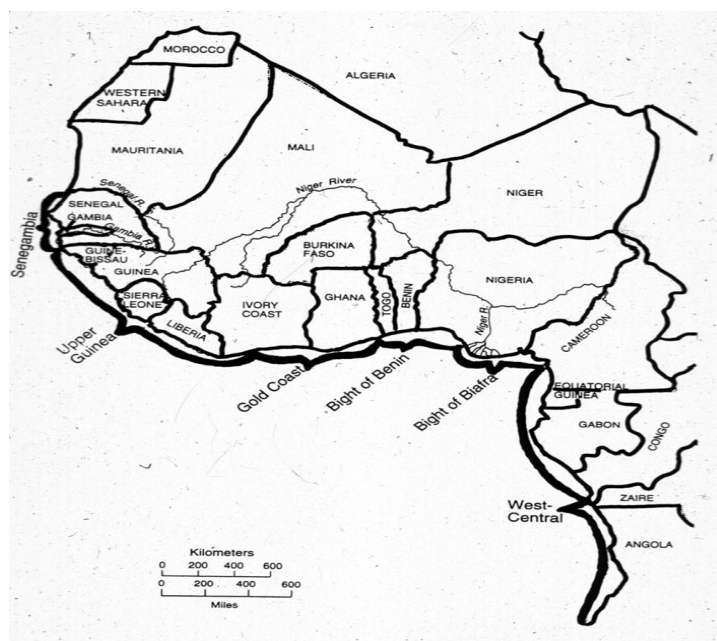 MOROCCO
ALGERIA
WESTERN
SAHARA
MAURITANIA
MALI
Niger River
NIGER
Senegal R.
SENEGAL
GAMBIA
Gambia R.
Senegambia
GUINE-
BISSAU
GUINEA
BURKINA
FASO
NIGERIA
SIERRA
LEONE
LIBERIA
IVORY
COAST
GHANA
TOGO
BENIN
Niger R.
CAMEROON
Upper
Guinea
Gold Coast
Bight of Benin
Bight of Biafra
EQUATORIAL
GUINEA
GABON
CONGO
West-
Central
ZAIRE
ANGOLA
Kilometers
0 200 400 600
0 200 400 600
Miles